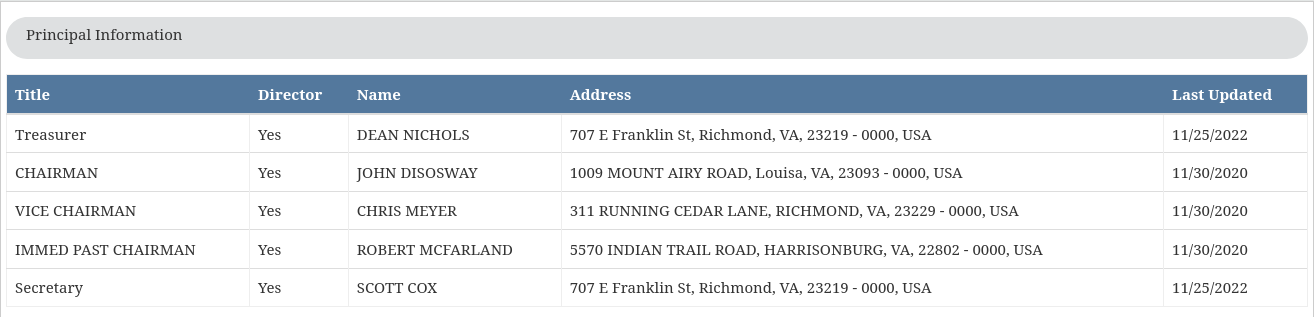 Principal Information
Title Director Name Address Last Updated
Treasurer Yes DEAN NICHOLS 707 E Franklin St, Richmond, VA, 23219 - 0000, USA 11/25/2022
CHAIRMAN Yes JOHN DISOSWAY 1009 MOUNT AIRY ROAD, Louisa, VA, 23093 - 0000, USA 11/30/2020
VICE CHAIRMAN Yes CHRIS MEYER 311 RUNNING CEDAR LANE, RICHMOND, VA, 23229 - 0000, USA 11/30/2020
IMMED PAST CHAIRMAN Yes ROBERT MCFARLAND 5570 INDIAN TRAIL ROAD, HARRISONBURG, VA, 22802 - 0000, USA 11/30/2020
Secretary Yes SCOTT COX 707 E Franklin St, Richmond, VA, 23219 - 0000, USA 11/25/2022